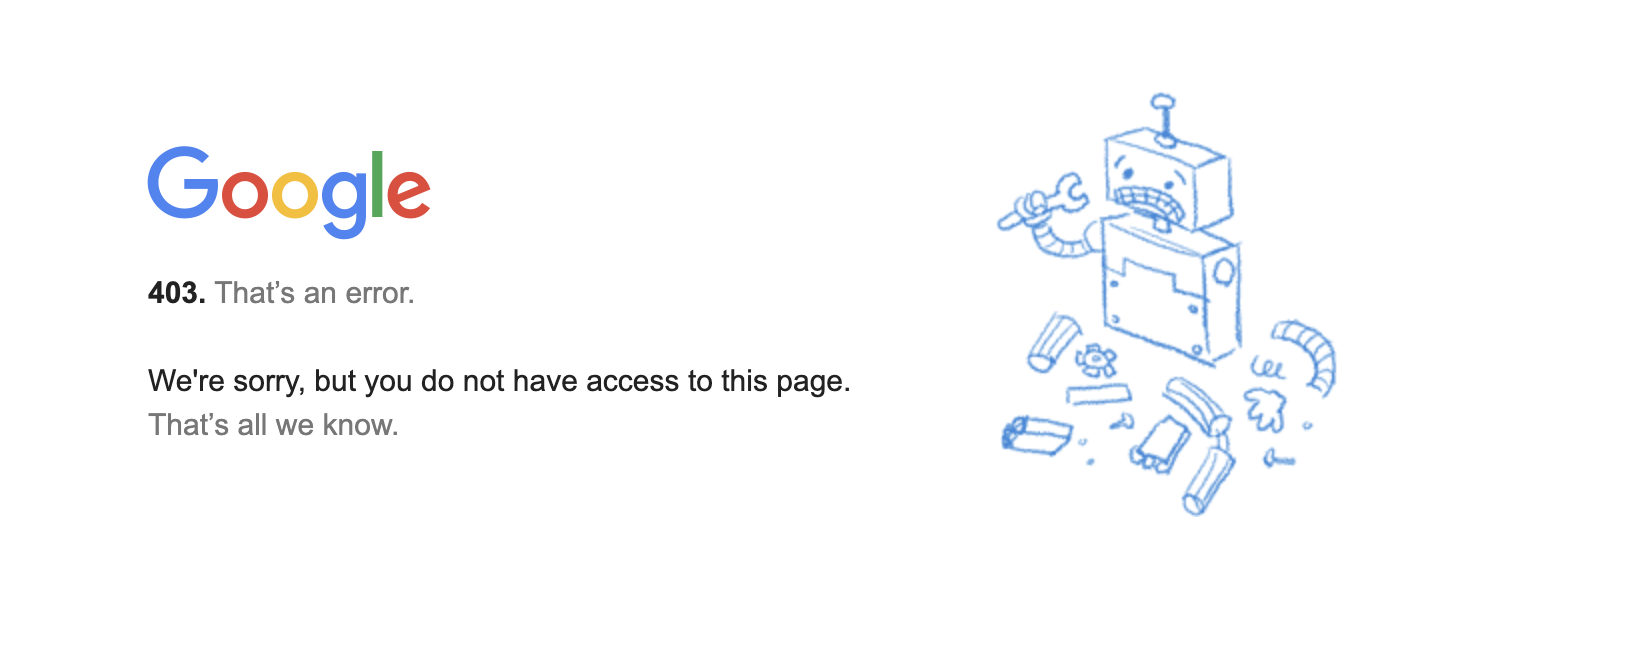 Google
403. That’s an error.
We're sorry, but you do not have access to this page.
That’s all we know.